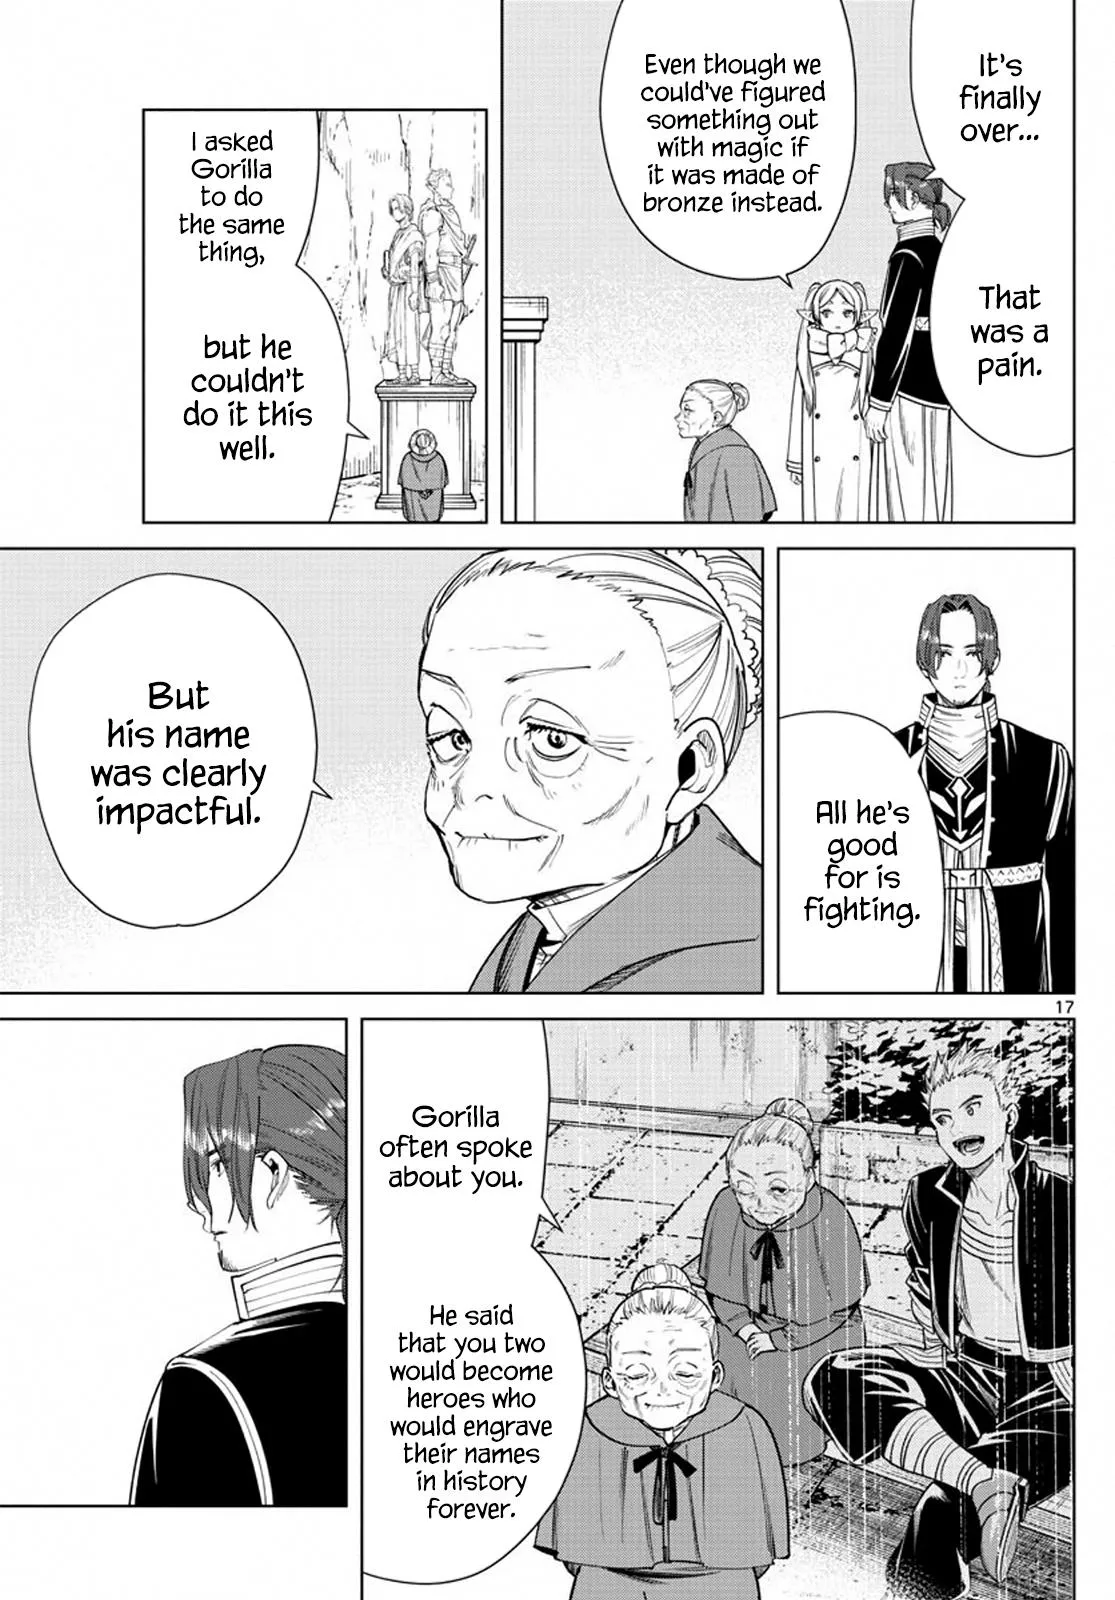 It's
finally
over...
That
was a
pain.
Even though we
could've figured
something out
with magic if
it was made of
bronze instead.
I asked
Gorilla
to do
the same
thing,
but he
couldn't
do it this
well.
All he's
good
for is
fighting.
But
his name
was clearly
impactful.
17
Gorilla
often spoke
about you.
He said
that you two
would become
heroes who
would engrave
their names
in history
forever.